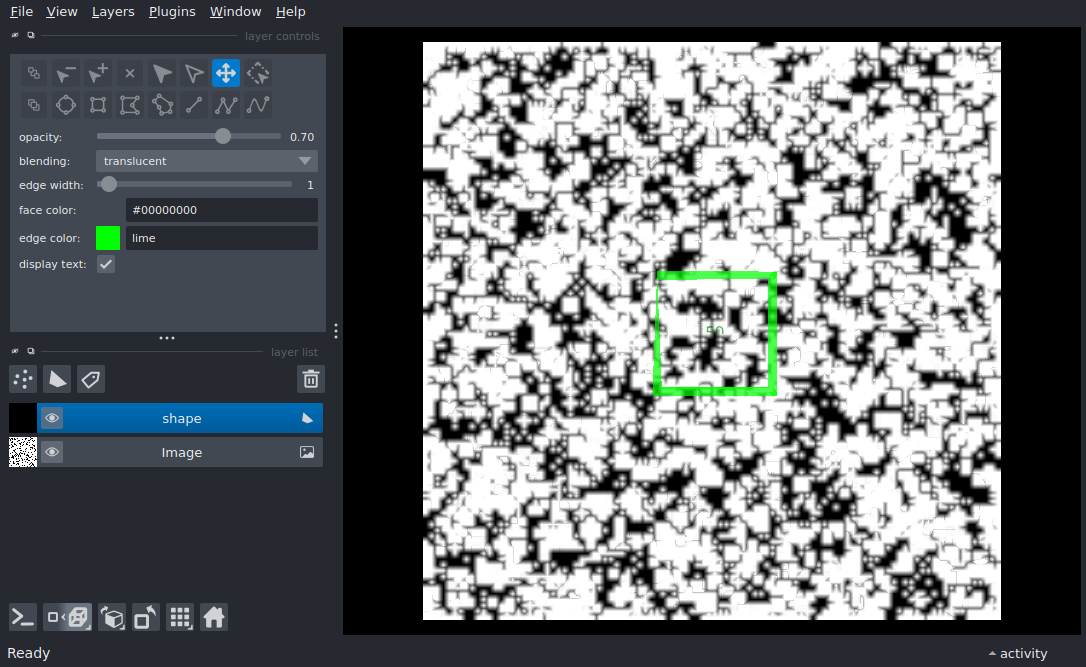 File View Layers Plugins Window Help
layer controls
opacity: 0.70
blending: translucent
edge width: 1
face color: #00000000
edge color: lime
display text:
layer list
shape
Image
50
Ready
activity